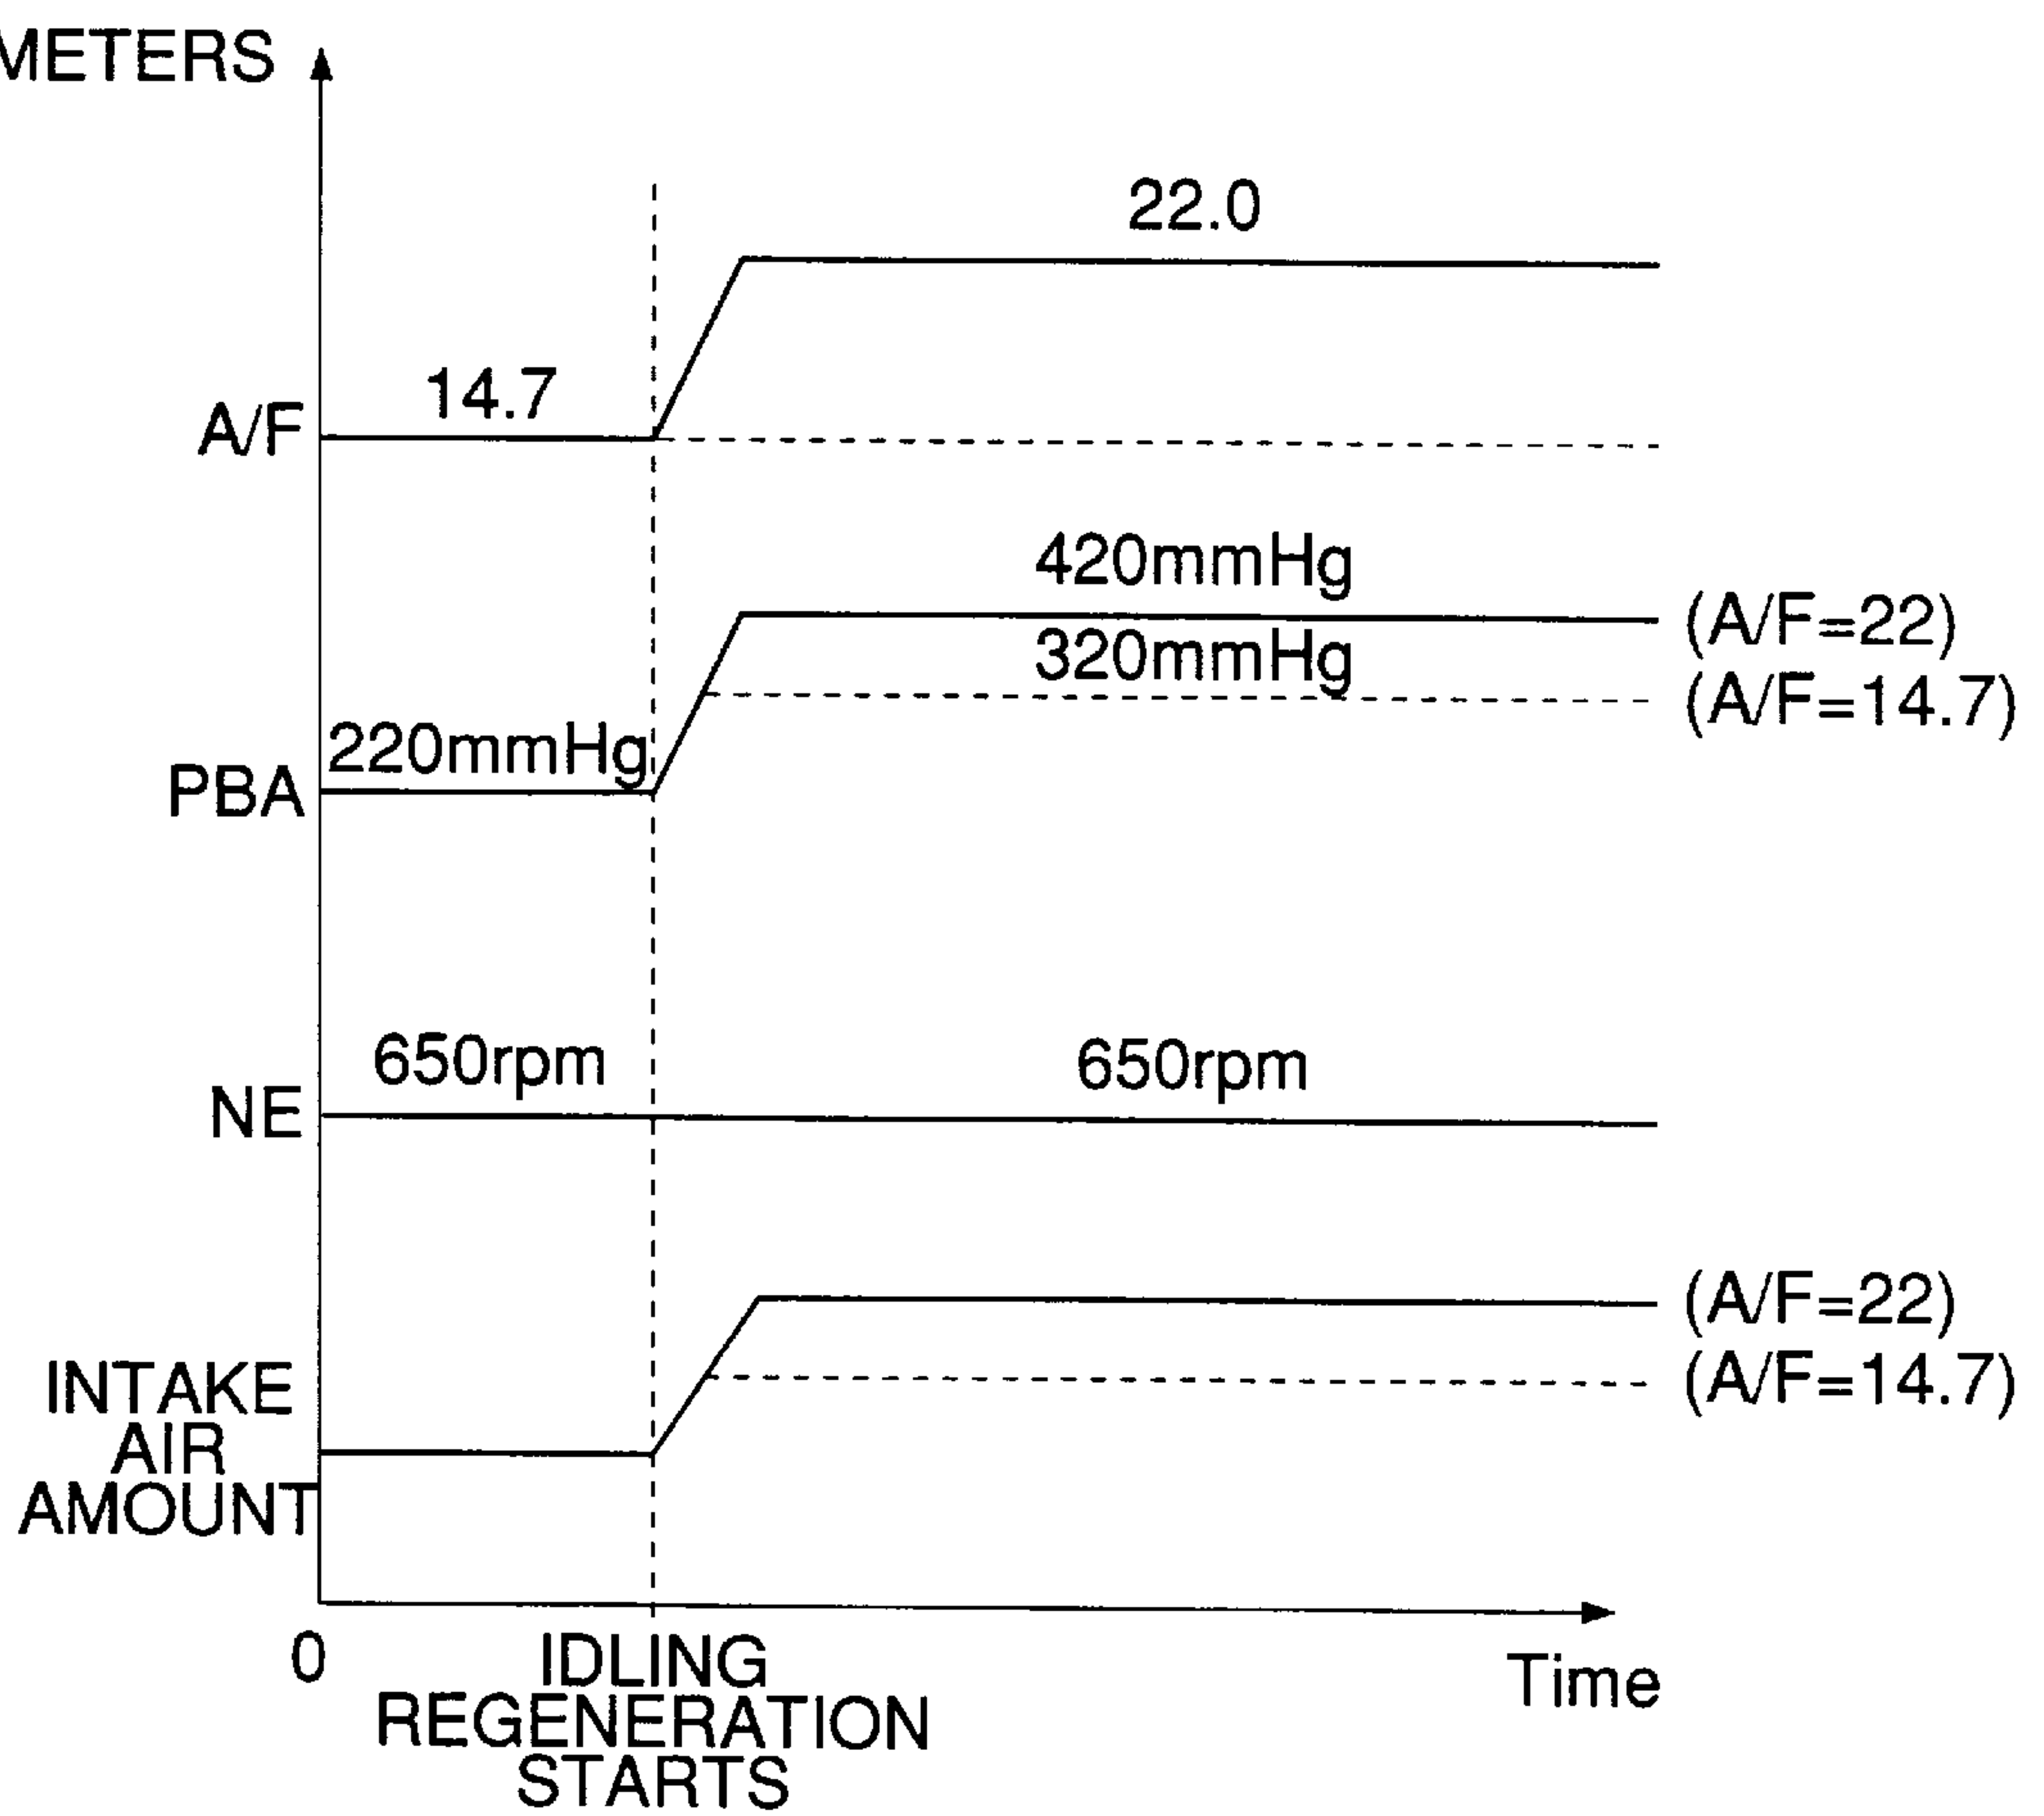 METERS
22.0
14.7
A/F
420mmHg
(A/F=22)
320mmHg
(A/F=14.7)
220mmHg
PBA
650rpm
650rpm
NE
(A/F=22)
(A/F=14.7)
INTAKE
AIR
AMOUNT
0
IDLING
REGENERATION
STARTS
Time